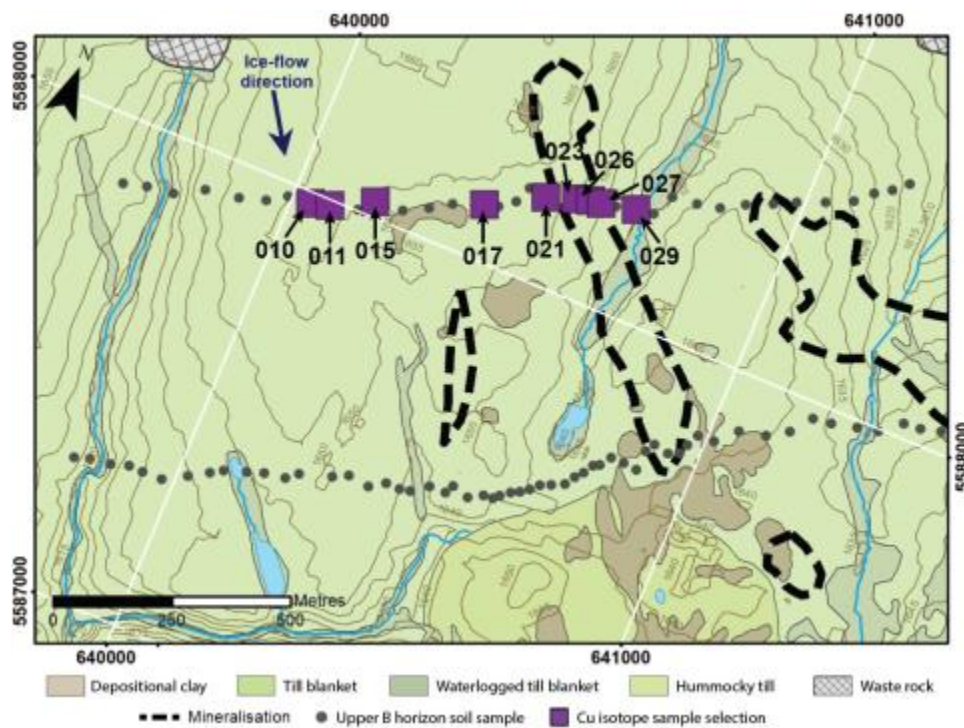 640000
641000
5588000
N
Ice-flow
direction
023
026
027
010
011
015
017
021
029
5588000
5587000
Metres
0
250
500
640000
641000
Depositional clay
Till blanket
Waterlogged till blanket
Hummocky till
Waste rock
Mineralisation
Upper B horizon soil sample
Cu isotope sample selection